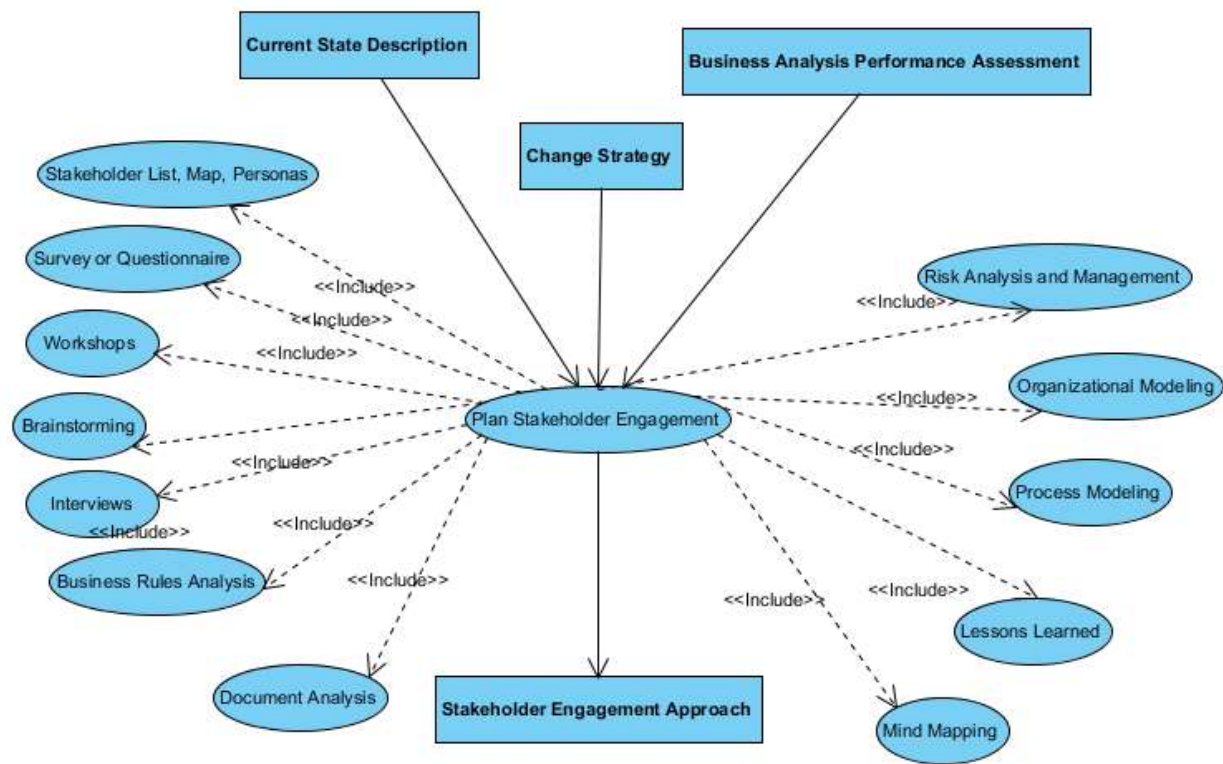 Current State Description
Business Analysis Performance Assessment
Change Strategy
Stakeholder List, Map, Personas
Survey or Questionnaire
Risk Analysis and Management
<<Include>>
<<Include>>
<<Include>>
Workshops
<<Include>>
Organizational Modeling
<<Include>>
Brainstorming
Plan Stakeholder Engagement
<<Include>>
<<Include>>
Interviews
Process Modeling
<<Include>>
<<Include>>
Business Rules Analysis
<<Include>>
<<Include>>
<<Include>>
Lessons Learned
Document Analysis
Stakeholder Engagement Approach
Mind Mapping